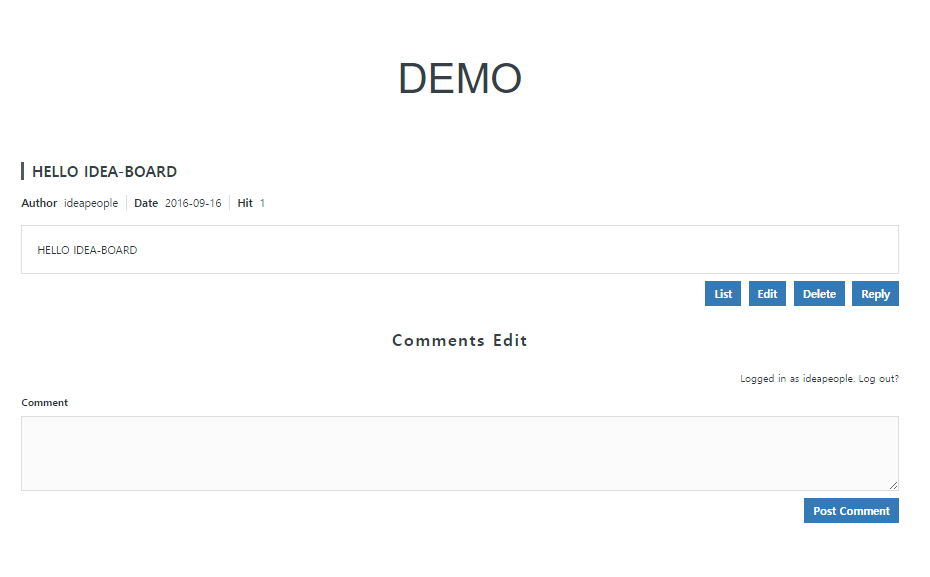 DEMO
HELLO IDEA-BOARD
Author ideapeople Date 2016-09-16 Hit 1
HELLO IDEA-BOARD
List Edit Delete Reply
Comments Edit
Logged in as ideapeople. Log out?
Comment
Post Comment